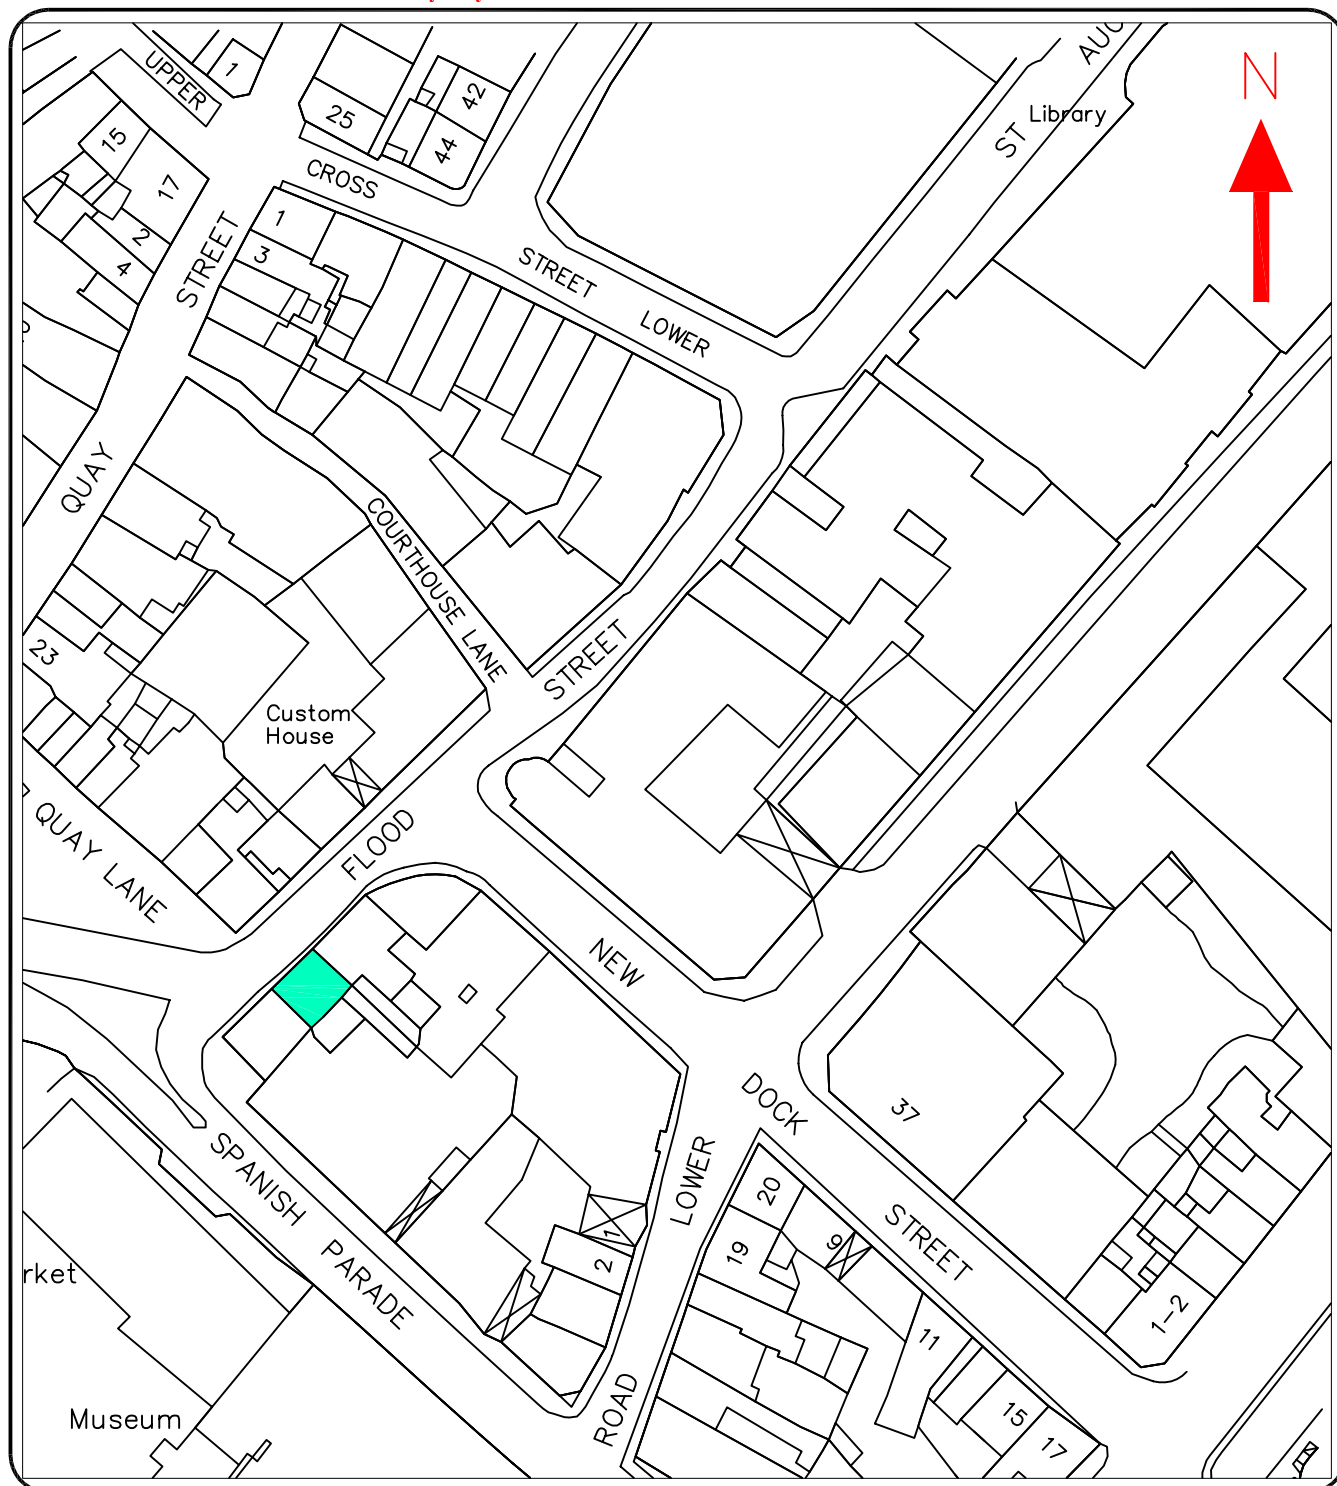 N
AUG
ST
Library
UPPER
1
42
25
44
15
17
CROSS
2
4
STREET
1
3
STREET
LOWER
QUAY
COURTHOUSE LANE
23
STREET
Custom
House
QUAY LANE
FLOOD
NEW
37
DOCK
SPANISH
LOWER
20
STREET
PARADE
19
9
1
2
rket
1-2
11
ROAD
15
17
Museum